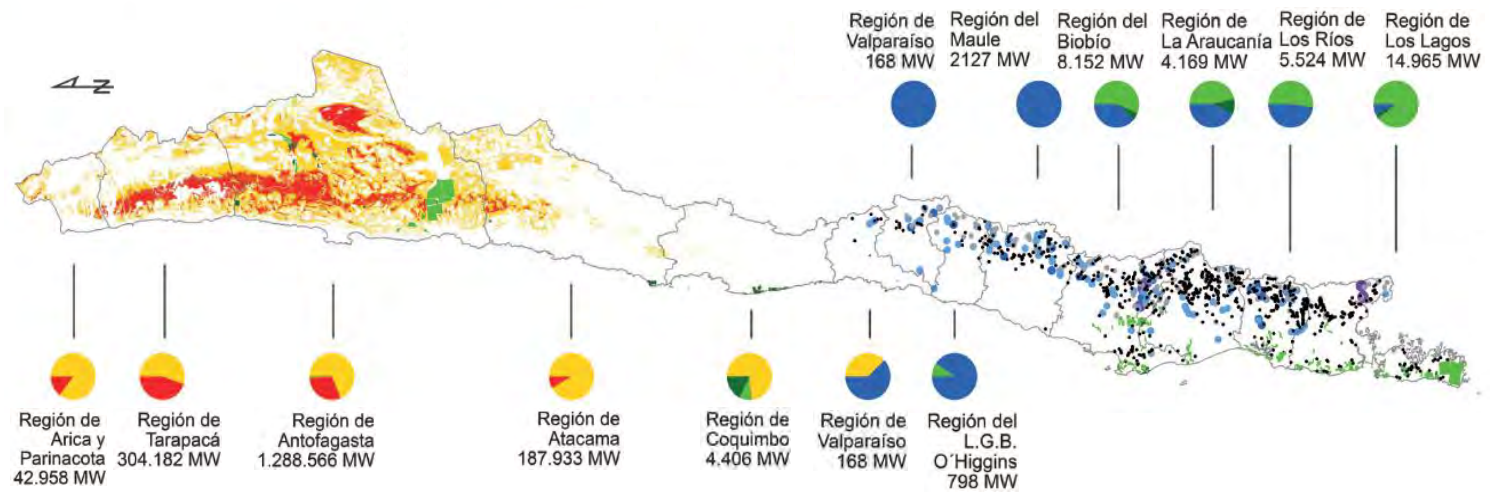 Región de
Valparaíso
168 MW
Región del
Maule
2127 MW
Región del
Biobío
8.152 MW
Región de
La Araucanía
4.169 MW
Región de
Los Ríos
5.524 MW
Región de
Los Lagos
14.965 MW
N
Región de
Arica y
Parinacota
42.958 MW
Región de
Tarapacá
304.182 MW
Región de
Antofagasta
1.288.566 MW
Región de
Atacama
187.933 MW
Región de
Coquimbo
4.406 MW
Región de
Valparaíso
168 MW
Región del
L.G.B.
O´Higgins
798 MW